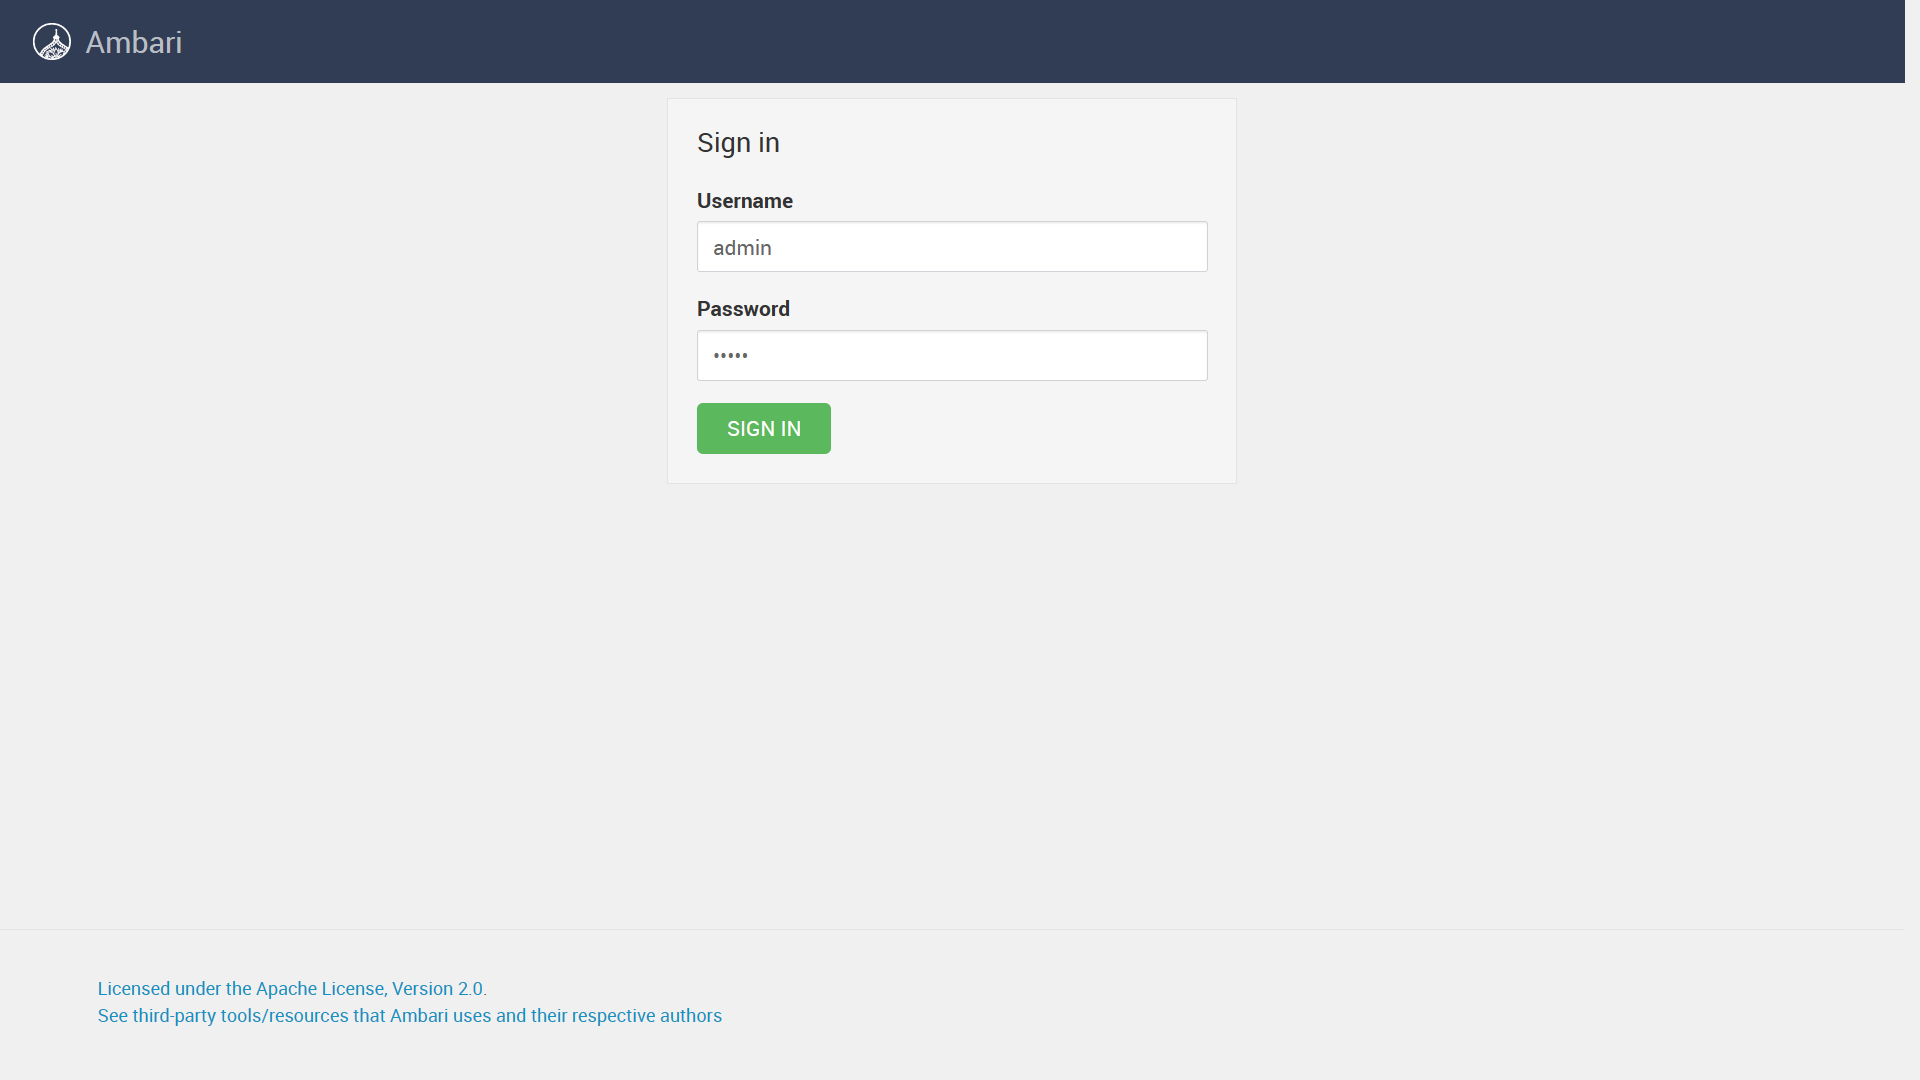 Ambari
Sign in
Username
admin
Password
•••••
SIGN IN
Licensed under the Apache License, Version 2.0.
See third-party tools/resources that Ambari uses and their respective authors